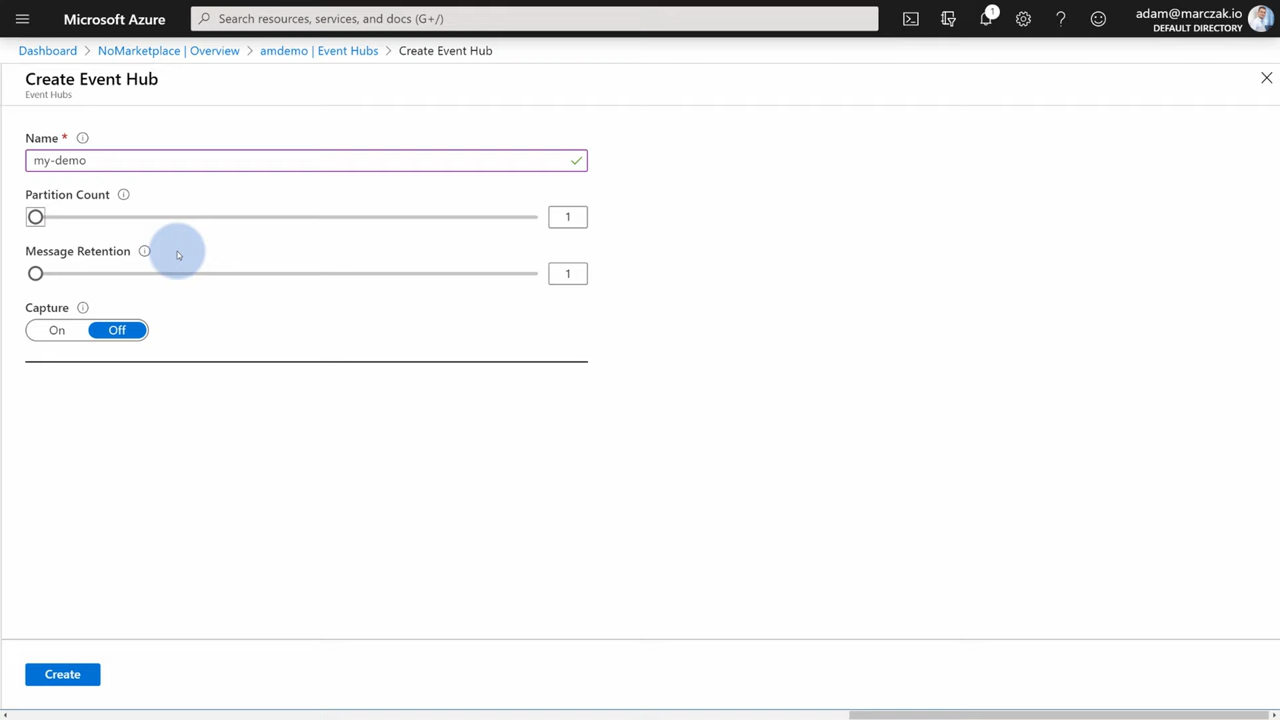 Microsoft Azure
Search resources, services, and docs (G+/)
1
adam@marczak.io
DEFAULT DIRECTORY
Dashboard > NoMarketplace | Overview > amdemo | Event Hubs > Create Event Hub
Create Event Hub
Event Hubs
Name *
my-demo
Partition Count
1
Message Retention
1
Capture
On Off
Create